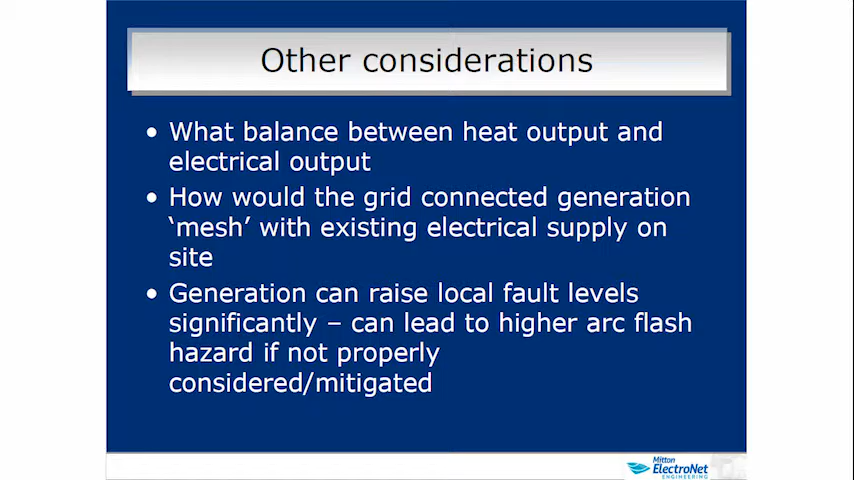 Other considerations
• What balance between heat output and
electrical output
• How would the grid connected generation
‘mesh’ with existing electrical supply on
site
• Generation can raise local fault levels
significantly – can lead to higher arc flash
hazard if not properly
considered/mitigated
Mitton
ElectroNet
ENGINEERING